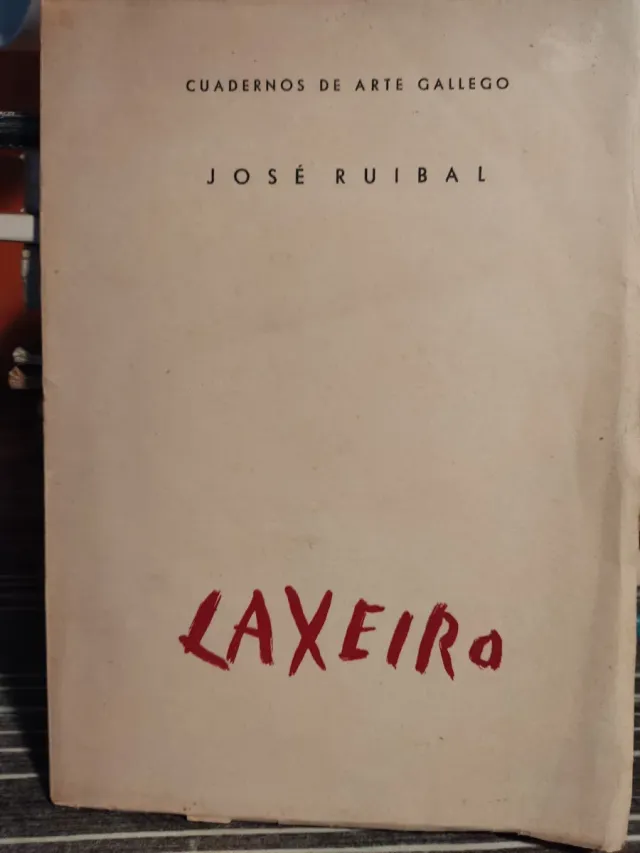 CUADERNOS DE ARTE GALLEGO
JOSÉ RUIBAL
LAXEIRo